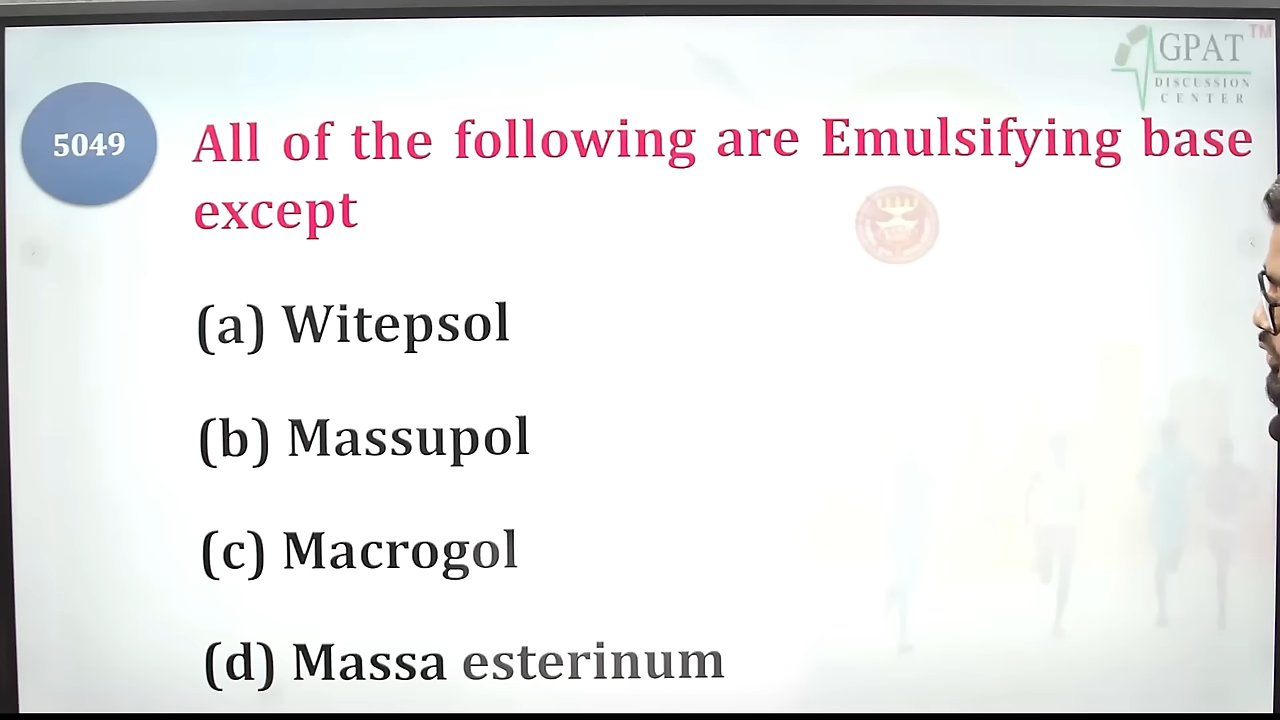 GPAT TM
DISCUSSION
CENTER
5049
All of the following are Emulsifying base
except
(a) Witepsol
(b) Massupol
(c) Macrogol
(d) Massa esterinum